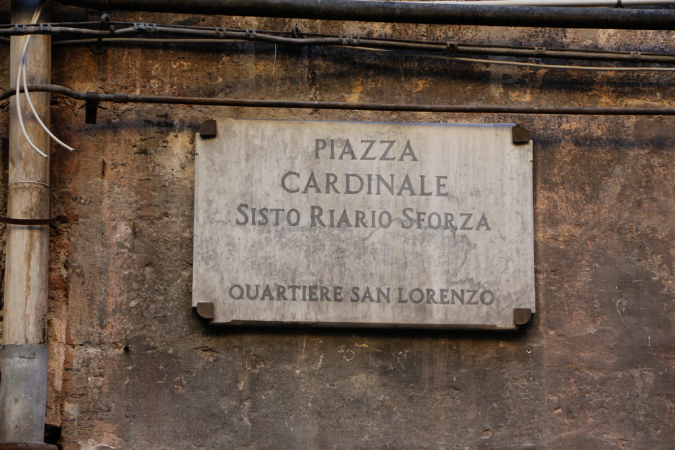 PIAZZA
CARDINALE
SISTO RIARIO SFORZA
QUARTIERE SAN LORENZO